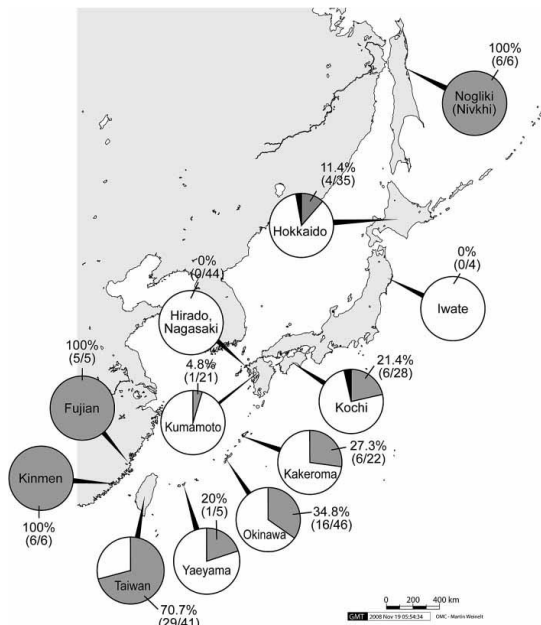 100%
(6/6)
Nogliki
(Nivkhi)
11.4%
(4/35)
Hokkaido
0%
(0/44)
Hirado,
Nagasaki
0%
(0/4)
Iwate
100%
(5/5)
Fujian
4.8%
(1/21)
Kumamoto
21.4%
(6/28)
Kochi
27.3%
(6/22)
Kakeroma
Kinmen
100%
(6/6)
34.8%
(16/46)
Okinawa
20%
(1/5)
Yaeyama
Taiwan
70.7%
(29/41)
0 200 400 km
GMT 2008 Nov 19 05:54:34 OMC - Martin Weinelt